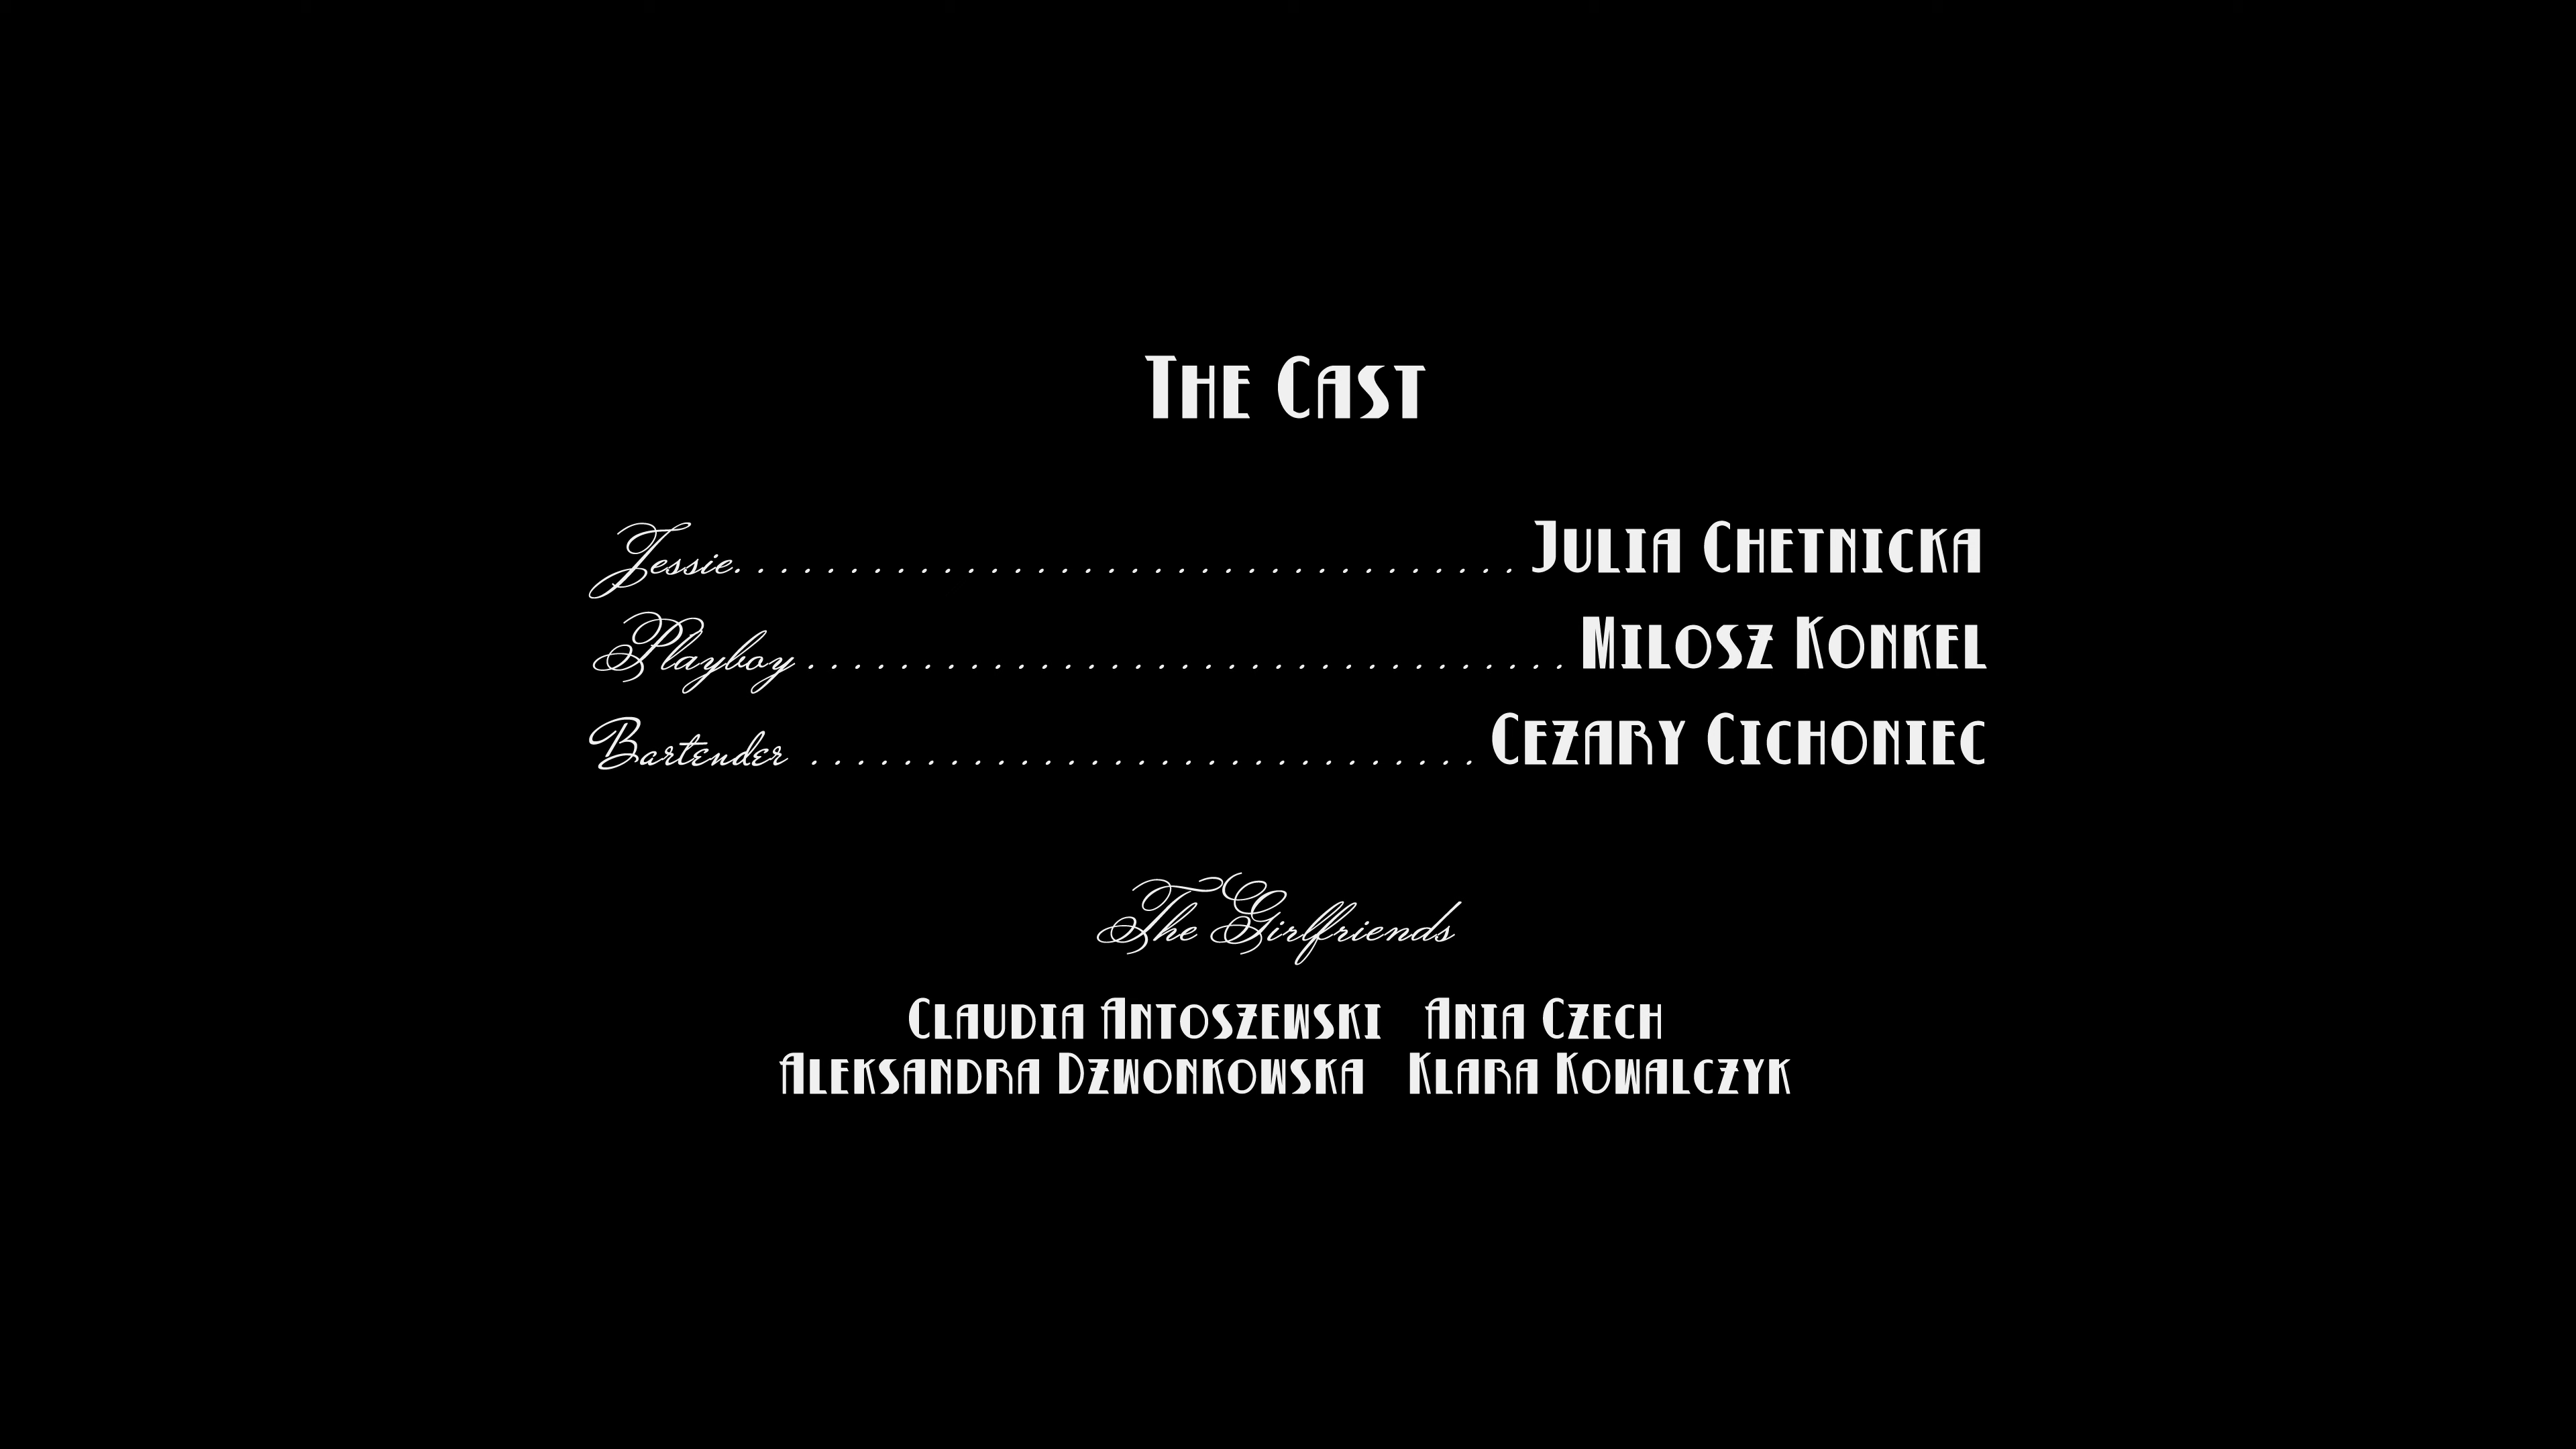 The Cast
Jessie. . . . . . . . . . . . . . . . . . . . . . . . . . . . . . . . . . Julia Chetnicka
Playboy . . . . . . . . . . . . . . . . . . . . . . . . . . . . . . . . . Milosz Konkel
Bartender . . . . . . . . . . . . . . . . . . . . . . . . . . . . . Cezary Cichoniec
The Girlfriends
Claudia Antoszewski Ania Czech
Aleksandra Dzwonkowska Klara Kowalczyk